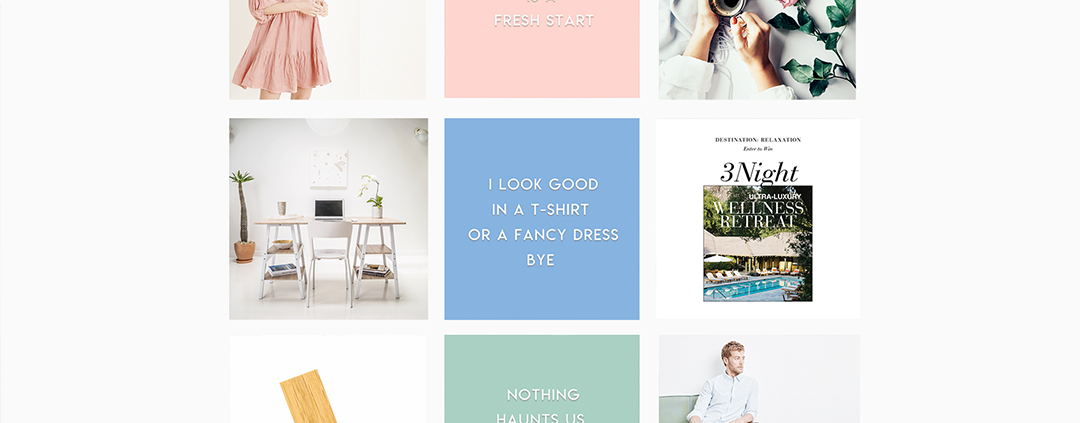 IS A
FRESH START
I LOOK GOOD
IN A T-SHIRT
OR A FANCY DRESS
BYE
DESTINATION: RELAXATION
Enter to Win
3Night
ULTRA-LUXURY
WELLNESS
RETREAT
NOTHING
HAUNTS US